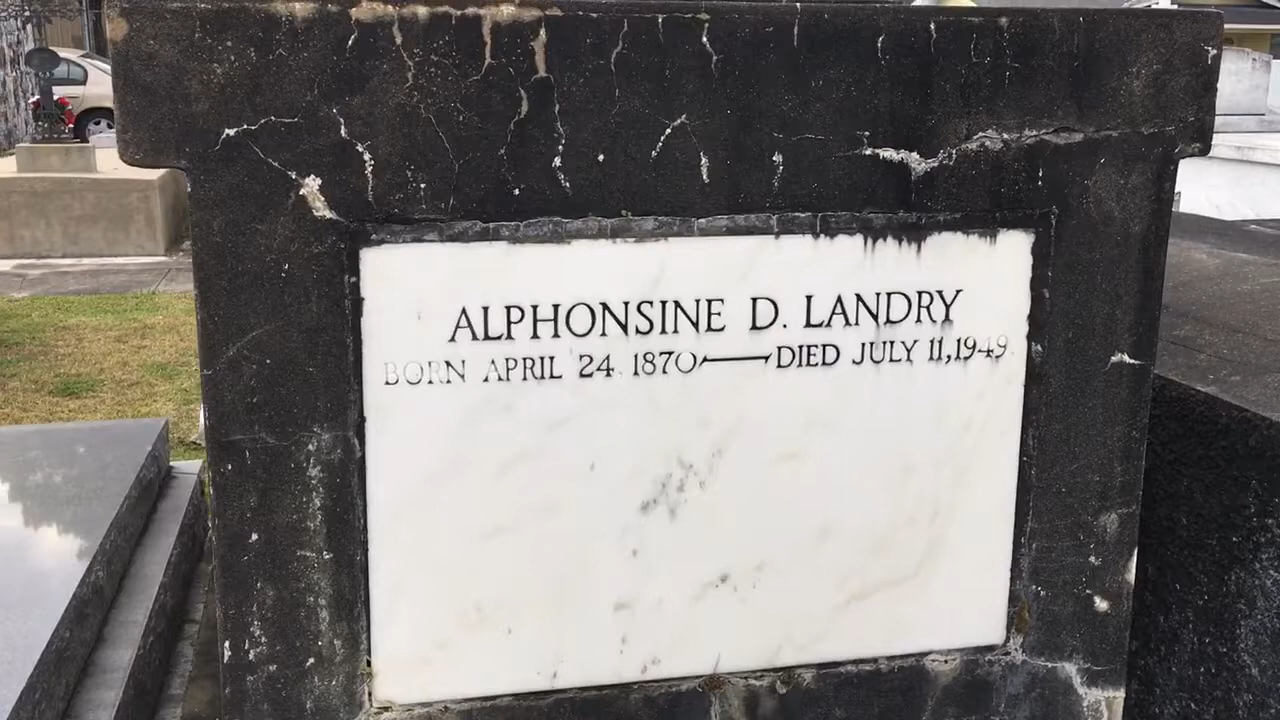 ALPHONSINE D. LANDRY
BORN APRIL 24, 1870——DIED JULY 11,1949